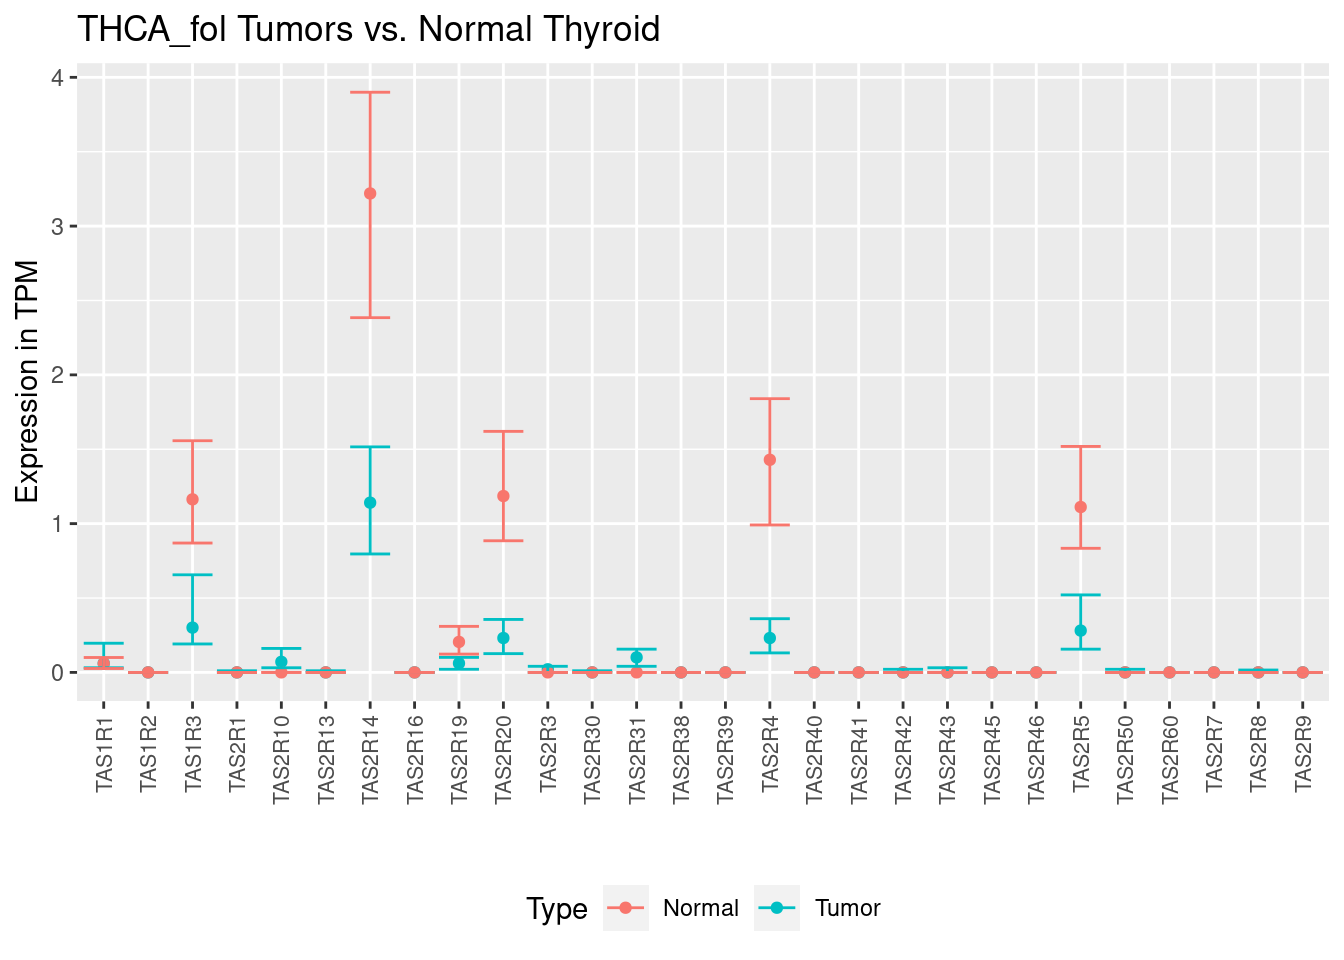 THCA_fol Tumors vs. Normal Thyroid
Expression in TPM
4
3
2
1
0
TAS1R1
TAS1R2
TAS1R3
TAS2R1
TAS2R10
TAS2R13
TAS2R14
TAS2R16
TAS2R19
TAS2R20
TAS2R3
TAS2R30
TAS2R31
TAS2R38
TAS2R39
TAS2R4
TAS2R40
TAS2R41
TAS2R42
TAS2R43
TAS2R45
TAS2R46
TAS2R5
TAS2R50
TAS2R60
TAS2R7
TAS2R8
TAS2R9
Type Normal Tumor